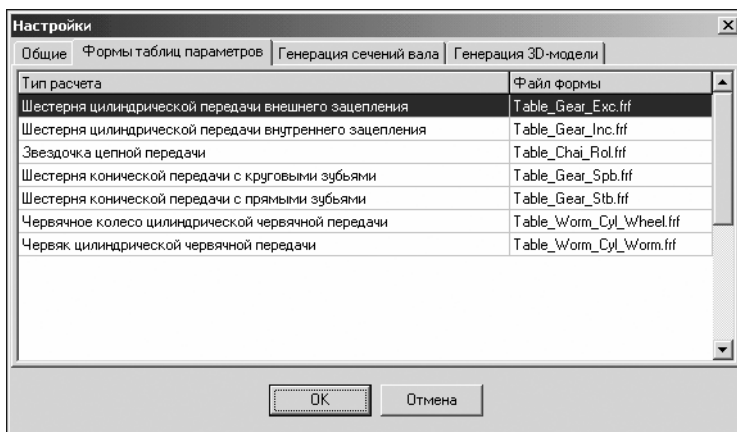 Настройки
Общие Формы таблиц параметров Генерация сечений вала Генерация 3D-модели
Тип расчета Файл формы
Шестерня цилиндрической передачи внешнего зацепления Table_Gear_Exc.frf
Шестерня цилиндрической передачи внутреннего зацепления Table_Gear_Inc.frf
Звездочка цепной передачи Table_Chai_Rol.frf
Шестерня конической передачи с круговыми зубьями Table_Gear_Spb.frf
Шестерня конической передачи с прямыми зубьями Table_Gear_Stb.frf
Червячное колесо цилиндрической червячной передачи Table_Worm_Cyl_Wheel.frf
Червяк цилиндрической червячной передачи Table_Worm_Cyl_Worm.frf
OK Отмена